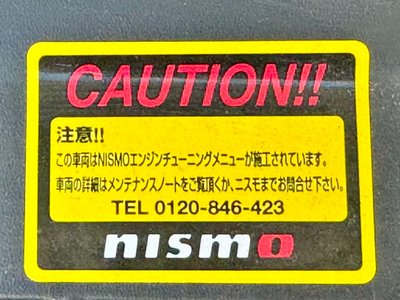 CAUTION!!
注意!!
この車両はNISMOエンジンチューニングメニューが施工されています。
車両の詳細はメンテナンスノートをご覧頂くか、ニスモまでお問合せ下さい。
TEL 0120-846-423
nismo